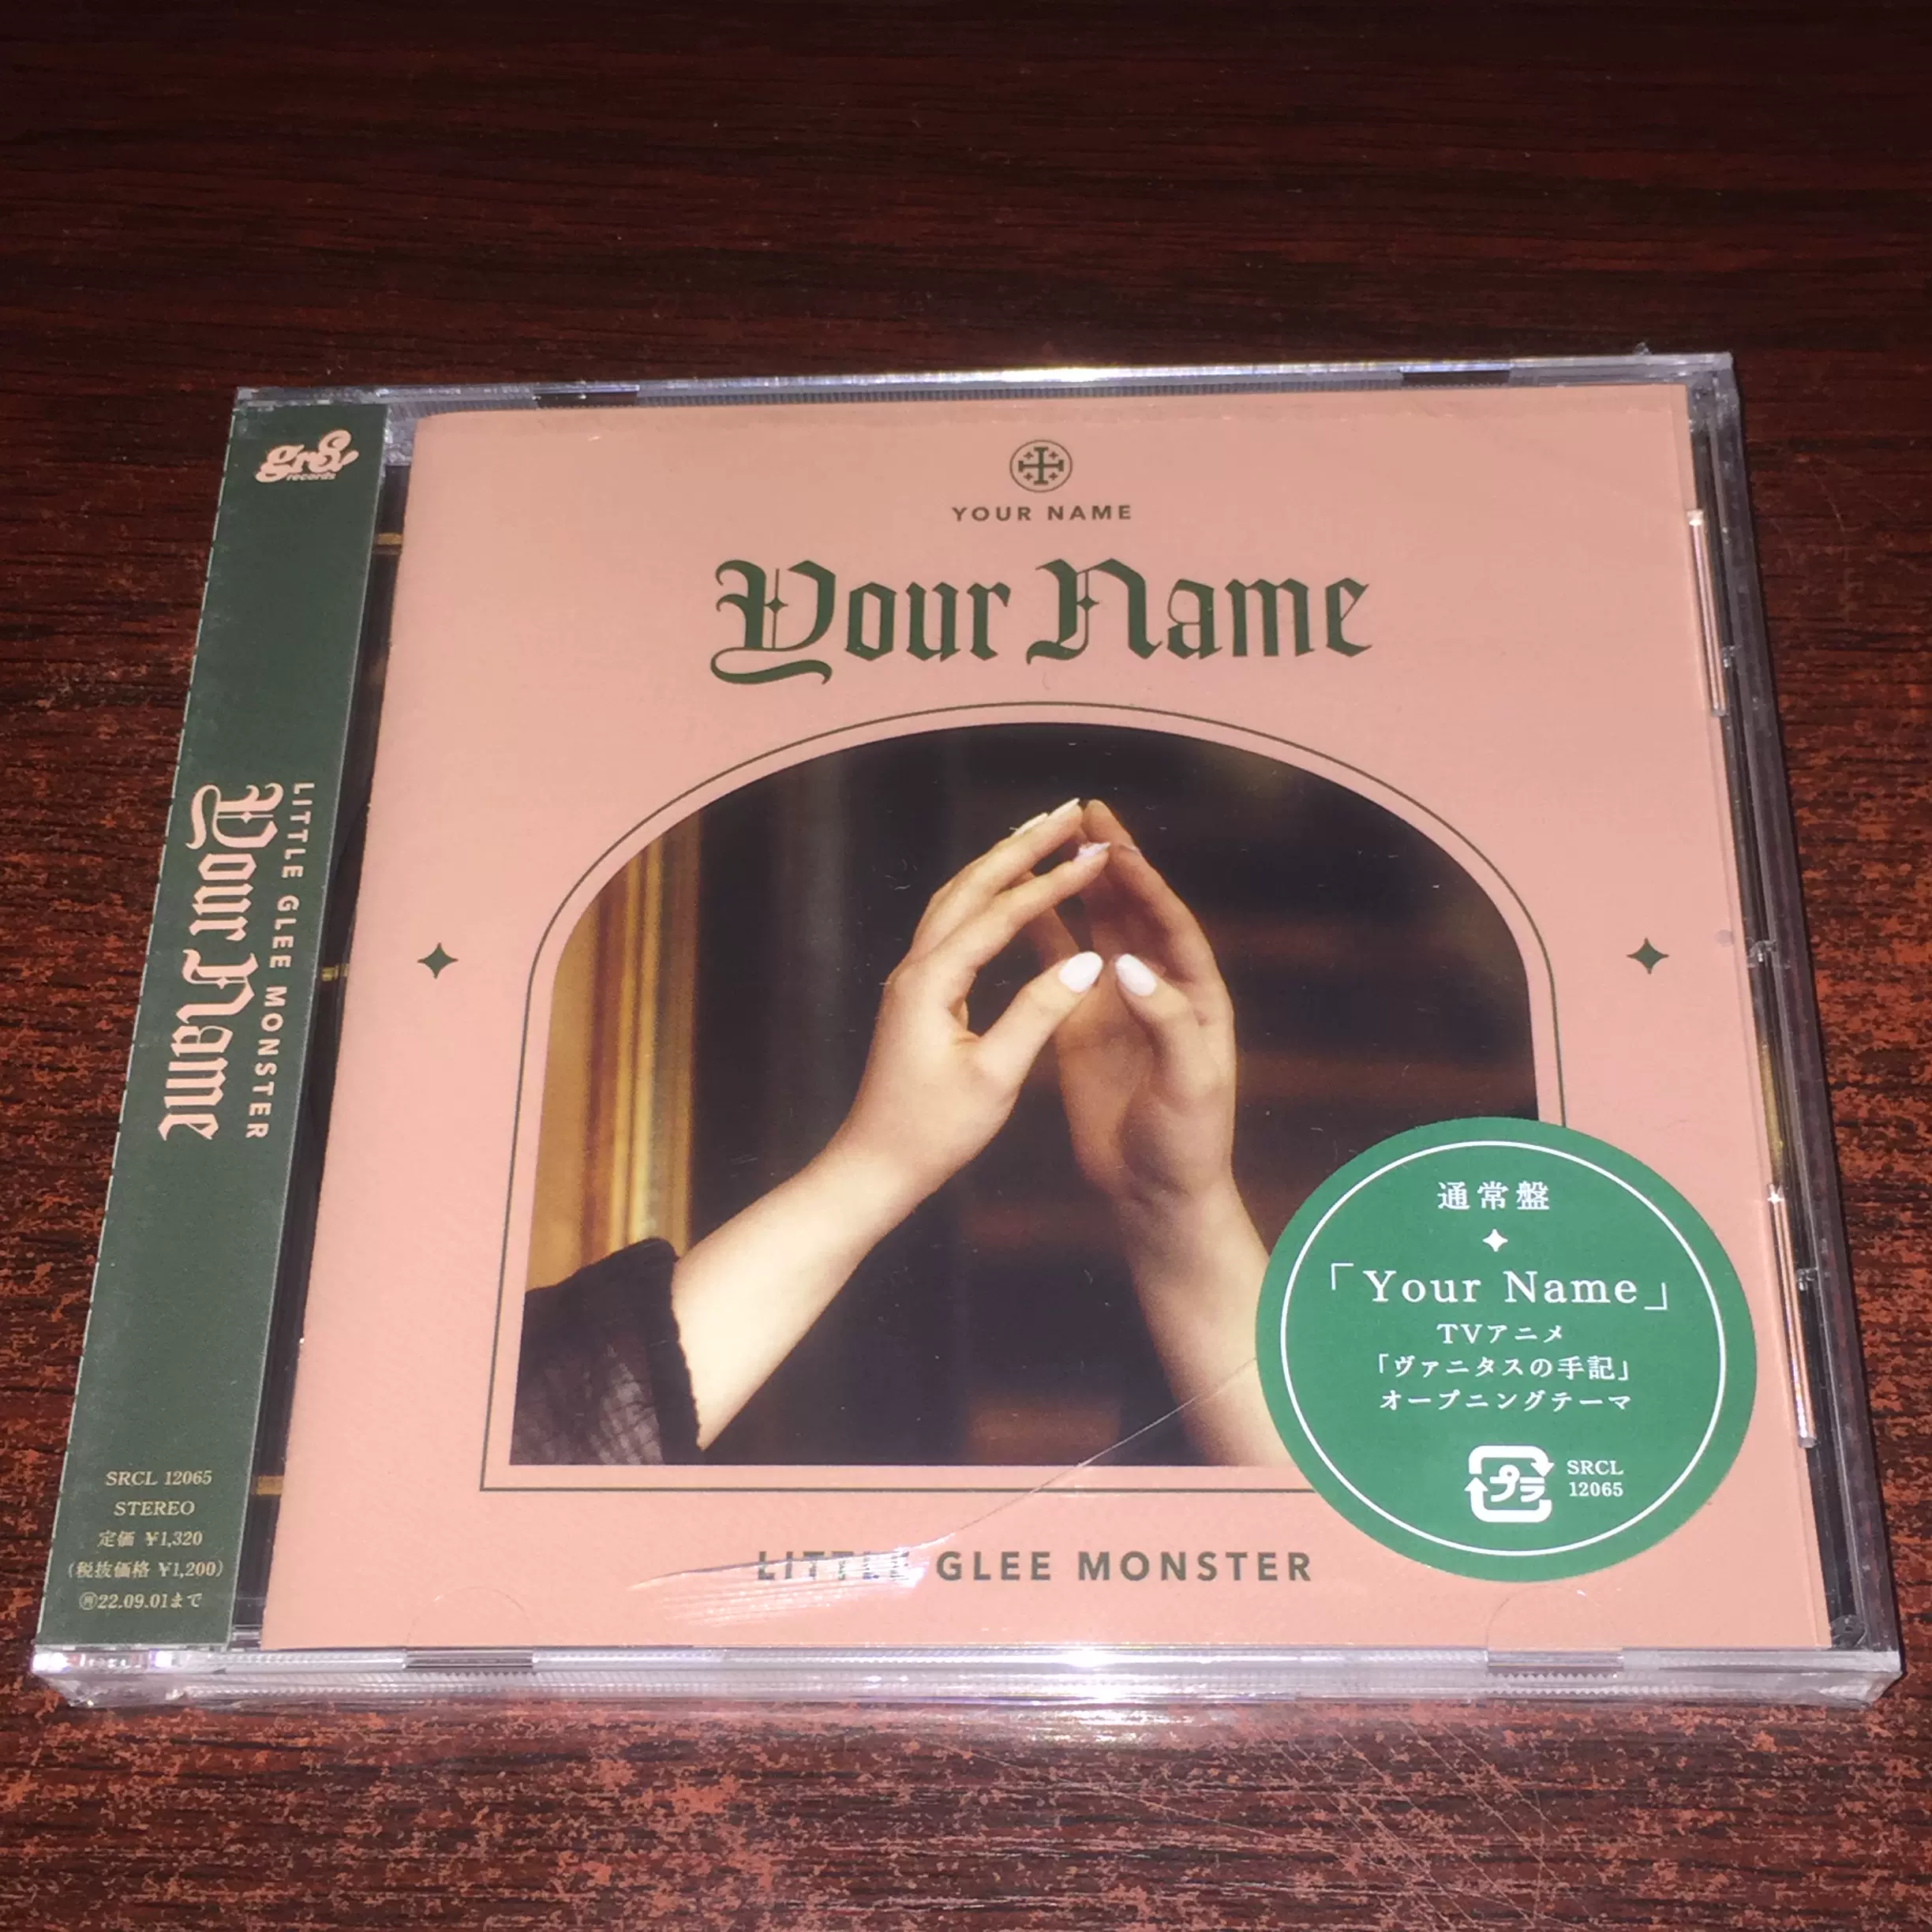 gr8!
records
LITTLE GLEE MONSTER
Your Name
SRCL 12065
STEREO
定価 ¥1,320
(税抜価格 ¥1,200)
㋪22.09.01まで
YOUR NAME
Your Name
LITTLE GLEE MONSTER
通常盤
「Your Name」
TVアニメ
「ヴァニタスの手記」
オープニングテーマ
プラ
SRCL
12065